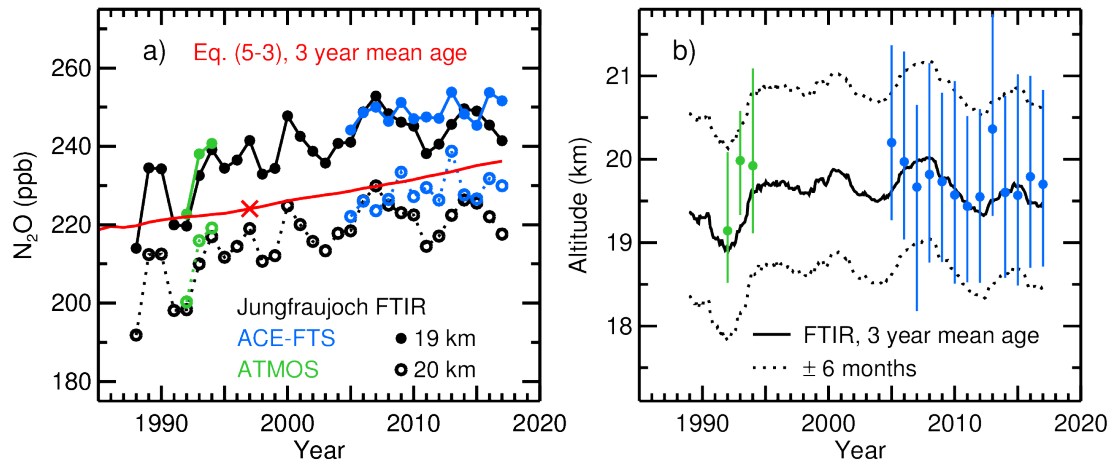 a)
Eq. (5-3), 3 year mean age
N2O (ppb)
260
240
220
200
180
Jungfraujoch FTIR
ACE-FTS
19 km
ATMOS
20 km
1990
2000
2010
2020
Year
b)
Altitude (km)
21
20
19
18
FTIR, 3 year mean age
± 6 months
1990
2000
2010
2020
Year